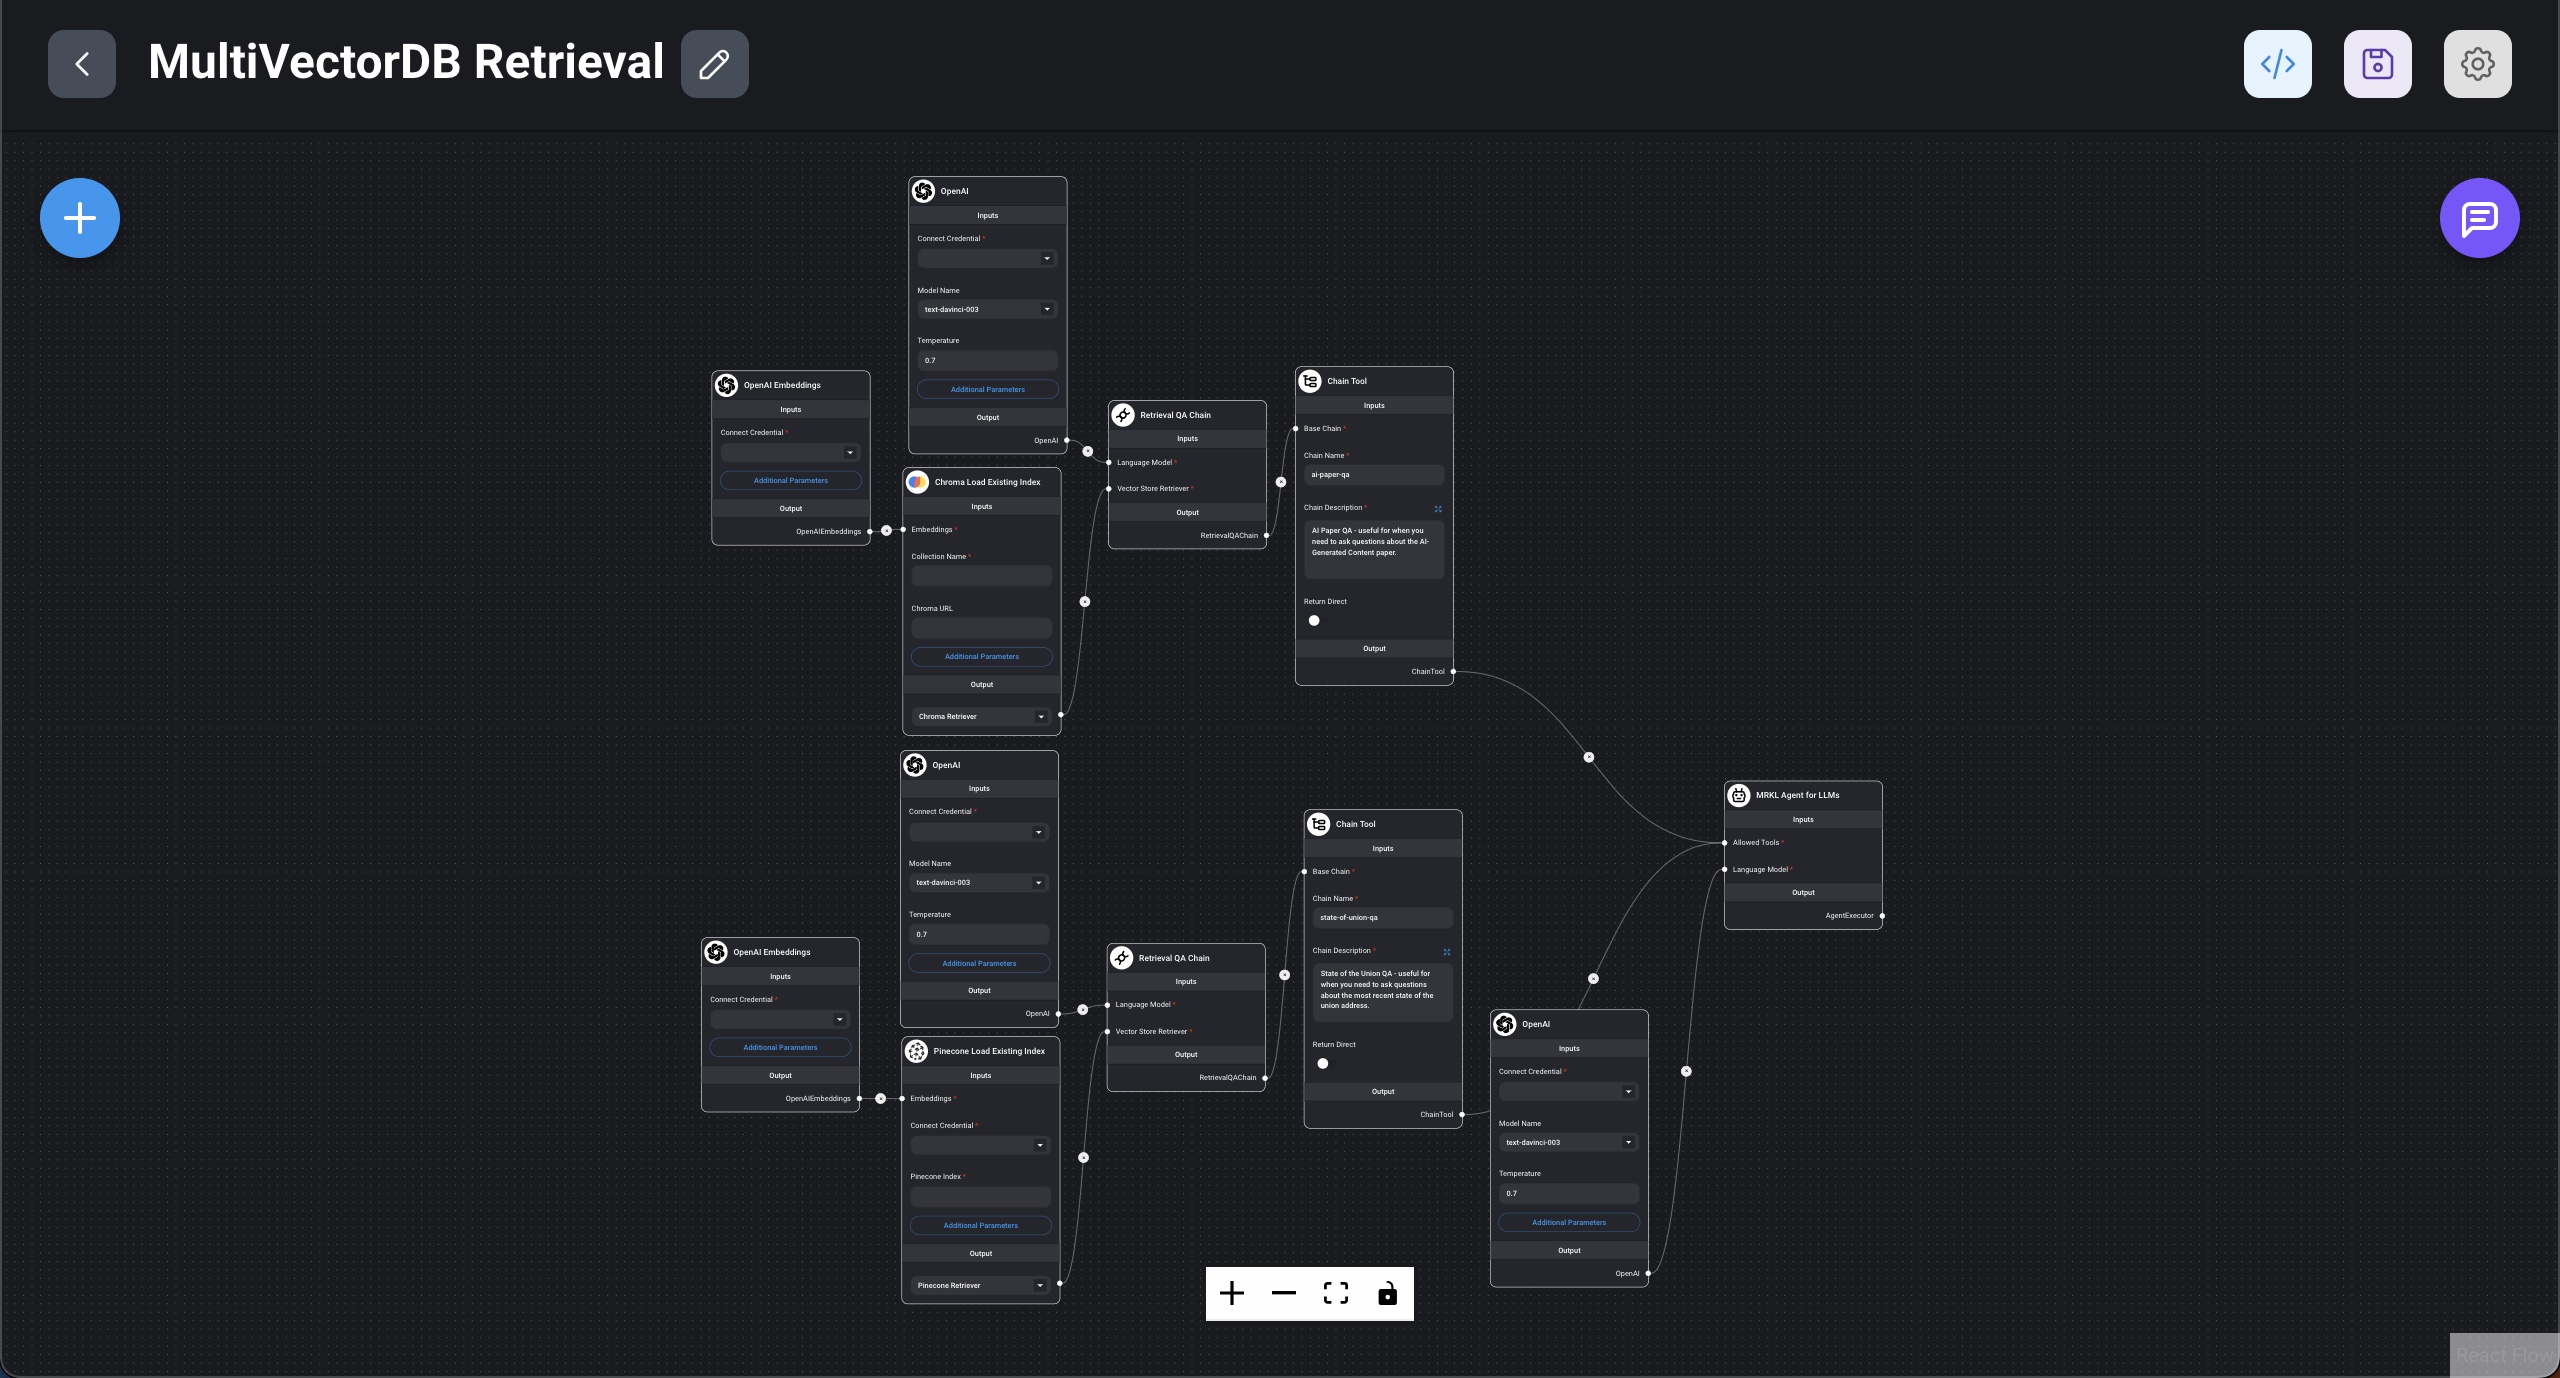 MultiVectorDB Retrieval
OpenAI
Inputs
Connect Credential *
Model Name
text-davinci-003
Temperature
0.7
Additional Parameters
Output
OpenAI
OpenAI Embeddings
Inputs
Connect Credential *
Additional Parameters
Output
OpenAIEmbeddings
Chroma Load Existing Index
Inputs
Embeddings *
Collection Name *
Chroma URL
Additional Parameters
Output
Chroma Retriever
Retrieval QA Chain
Inputs
Language Model *
Vector Store Retriever *
Output
RetrievalQAChain
Chain Tool
Inputs
Base Chain *
Chain Name *
ai-paper-qa
Chain Description *
AI Paper QA - useful for when you
need to ask questions about the AI-
Generated Content paper.
Return Direct
Output
ChainTool
OpenAI
Inputs
Connect Credential *
Model Name
text-davinci-003
Temperature
0.7
Additional Parameters
Output
OpenAI
OpenAI Embeddings
Inputs
Connect Credential *
Additional Parameters
Output
OpenAIEmbeddings
Pinecone Load Existing Index
Inputs
Embeddings *
Connect Credential *
Pinecone Index *
Additional Parameters
Output
Pinecone Retriever
Retrieval QA Chain
Inputs
Language Model *
Vector Store Retriever *
Output
RetrievalQAChain
Chain Tool
Inputs
Base Chain *
Chain Name *
state-of-union-qa
Chain Description *
State of the Union QA - useful for
when you need to ask questions
about the most recent state of the
union address.
Return Direct
Output
ChainTool
OpenAI
Inputs
Connect Credential *
Model Name
text-davinci-003
Temperature
0.7
Additional Parameters
Output
OpenAI
MRKL Agent for LLMs
Inputs
Allowed Tools *
Language Model *
Output
AgentExecutor
React Flow